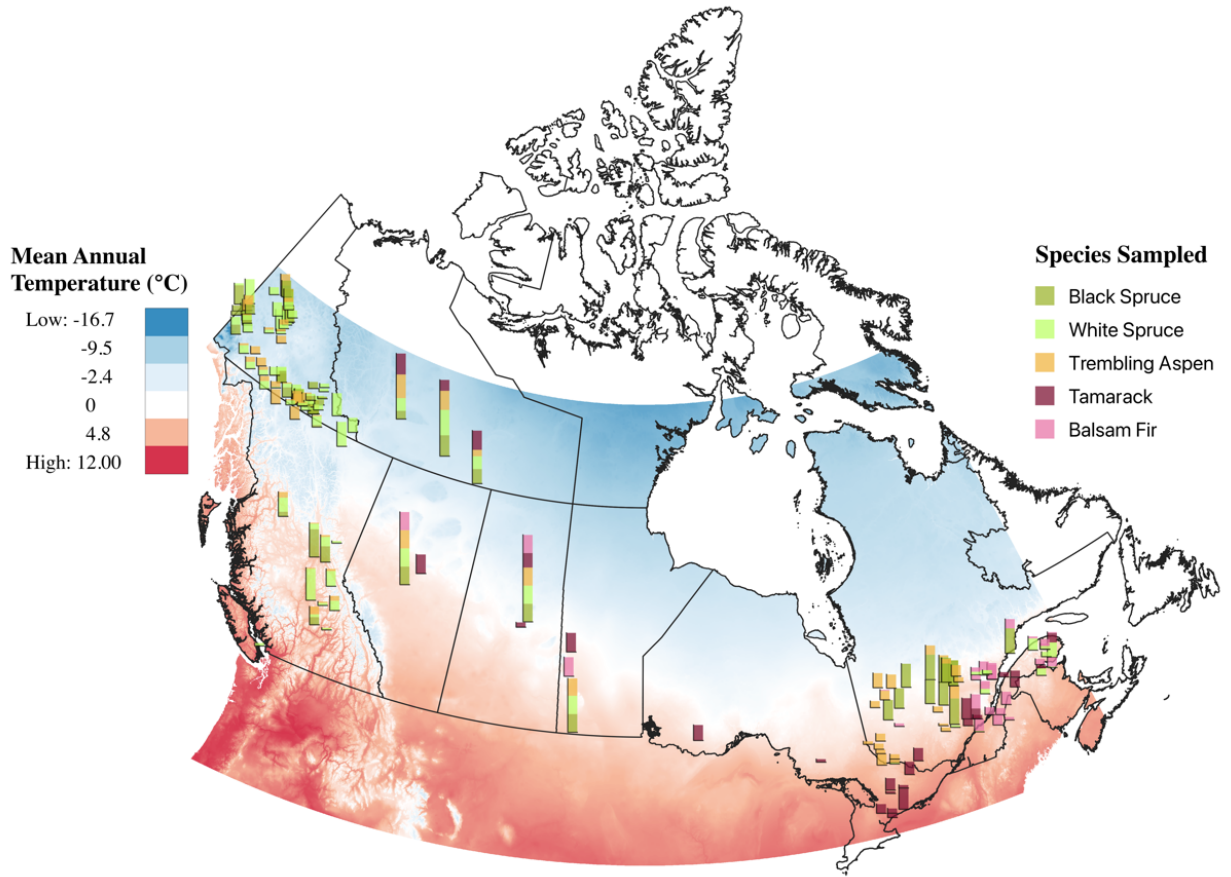 Mean Annual
Temperature (°C)
Low: -16.7
-9.5
-2.4
0
4.8
High: 12.00
Species Sampled
Black Spruce
White Spruce
Trembling Aspen
Tamarack
Balsam Fir